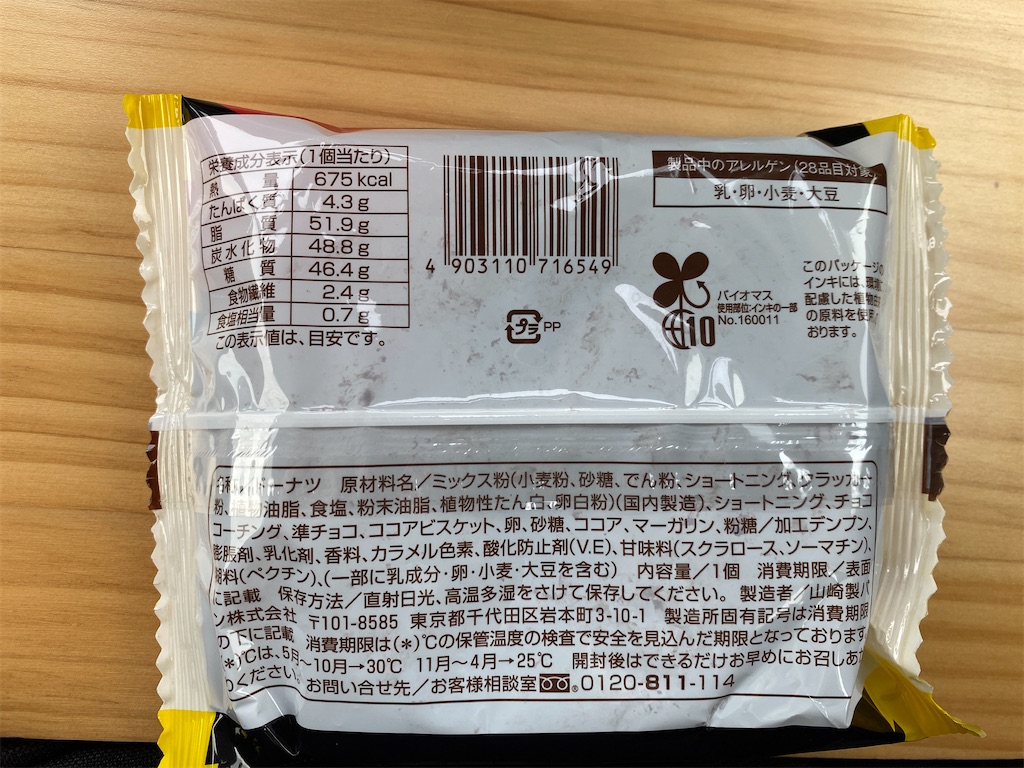 栄養成分表示(1個当たり)
熱量 675kcal
たんぱく質 4.3g
脂質 51.9g
炭水化物 48.8g
糖質 46.4g
食物繊維 2.4g
食塩相当量 0.7g
この表示値は、目安です。
4 903110 716549
プラ PP
製品中のアレルゲン(28品目対象)
乳・卵・小麦・大豆
バイオマス
使用部位:インキの一部
No.160011
10
このパッケージの
インキには、環境に
配慮した植物由
の原料を使用
おります。
名称/ドーナツ 原材料名/ミックス粉(小麦粉、砂糖、でん粉、ショートニング、クラッカー
粉、植物油脂、食塩、粉末油脂、植物性たん白、卵白粉)(国内製造)、ショートニング、チョコ
コーチング、準チョコ、ココアビスケット、卵、砂糖、ココア、マーガリン、粉糖/加工デンプン、
膨脹剤、乳化剤、香料、カラメル色素、酸化防止剤(V.E)、甘味料(スクラロース、ソーマチン)、
糊料(ペクチン)、(一部に乳成分・卵・小麦・大豆を含む) 内容量/1個 消費期限/表面
に記載 保存方法/直射日光、高温多湿をさけて保存してください。 製造者/山崎製パ
ン株式会社 〒101-8585 東京都千代田区岩本町3-10-1 製造所固有記号は消費期限
の下に記載 消費期限は(*)℃の保管温度の検査で安全を見込んだ期限となっております
(*)℃は、5月～10月→30℃ 11月～4月→25℃ 開封後はできるだけお早めにお召しあが
りください。 お問い合せ先/お客様相談室 0120-811-114